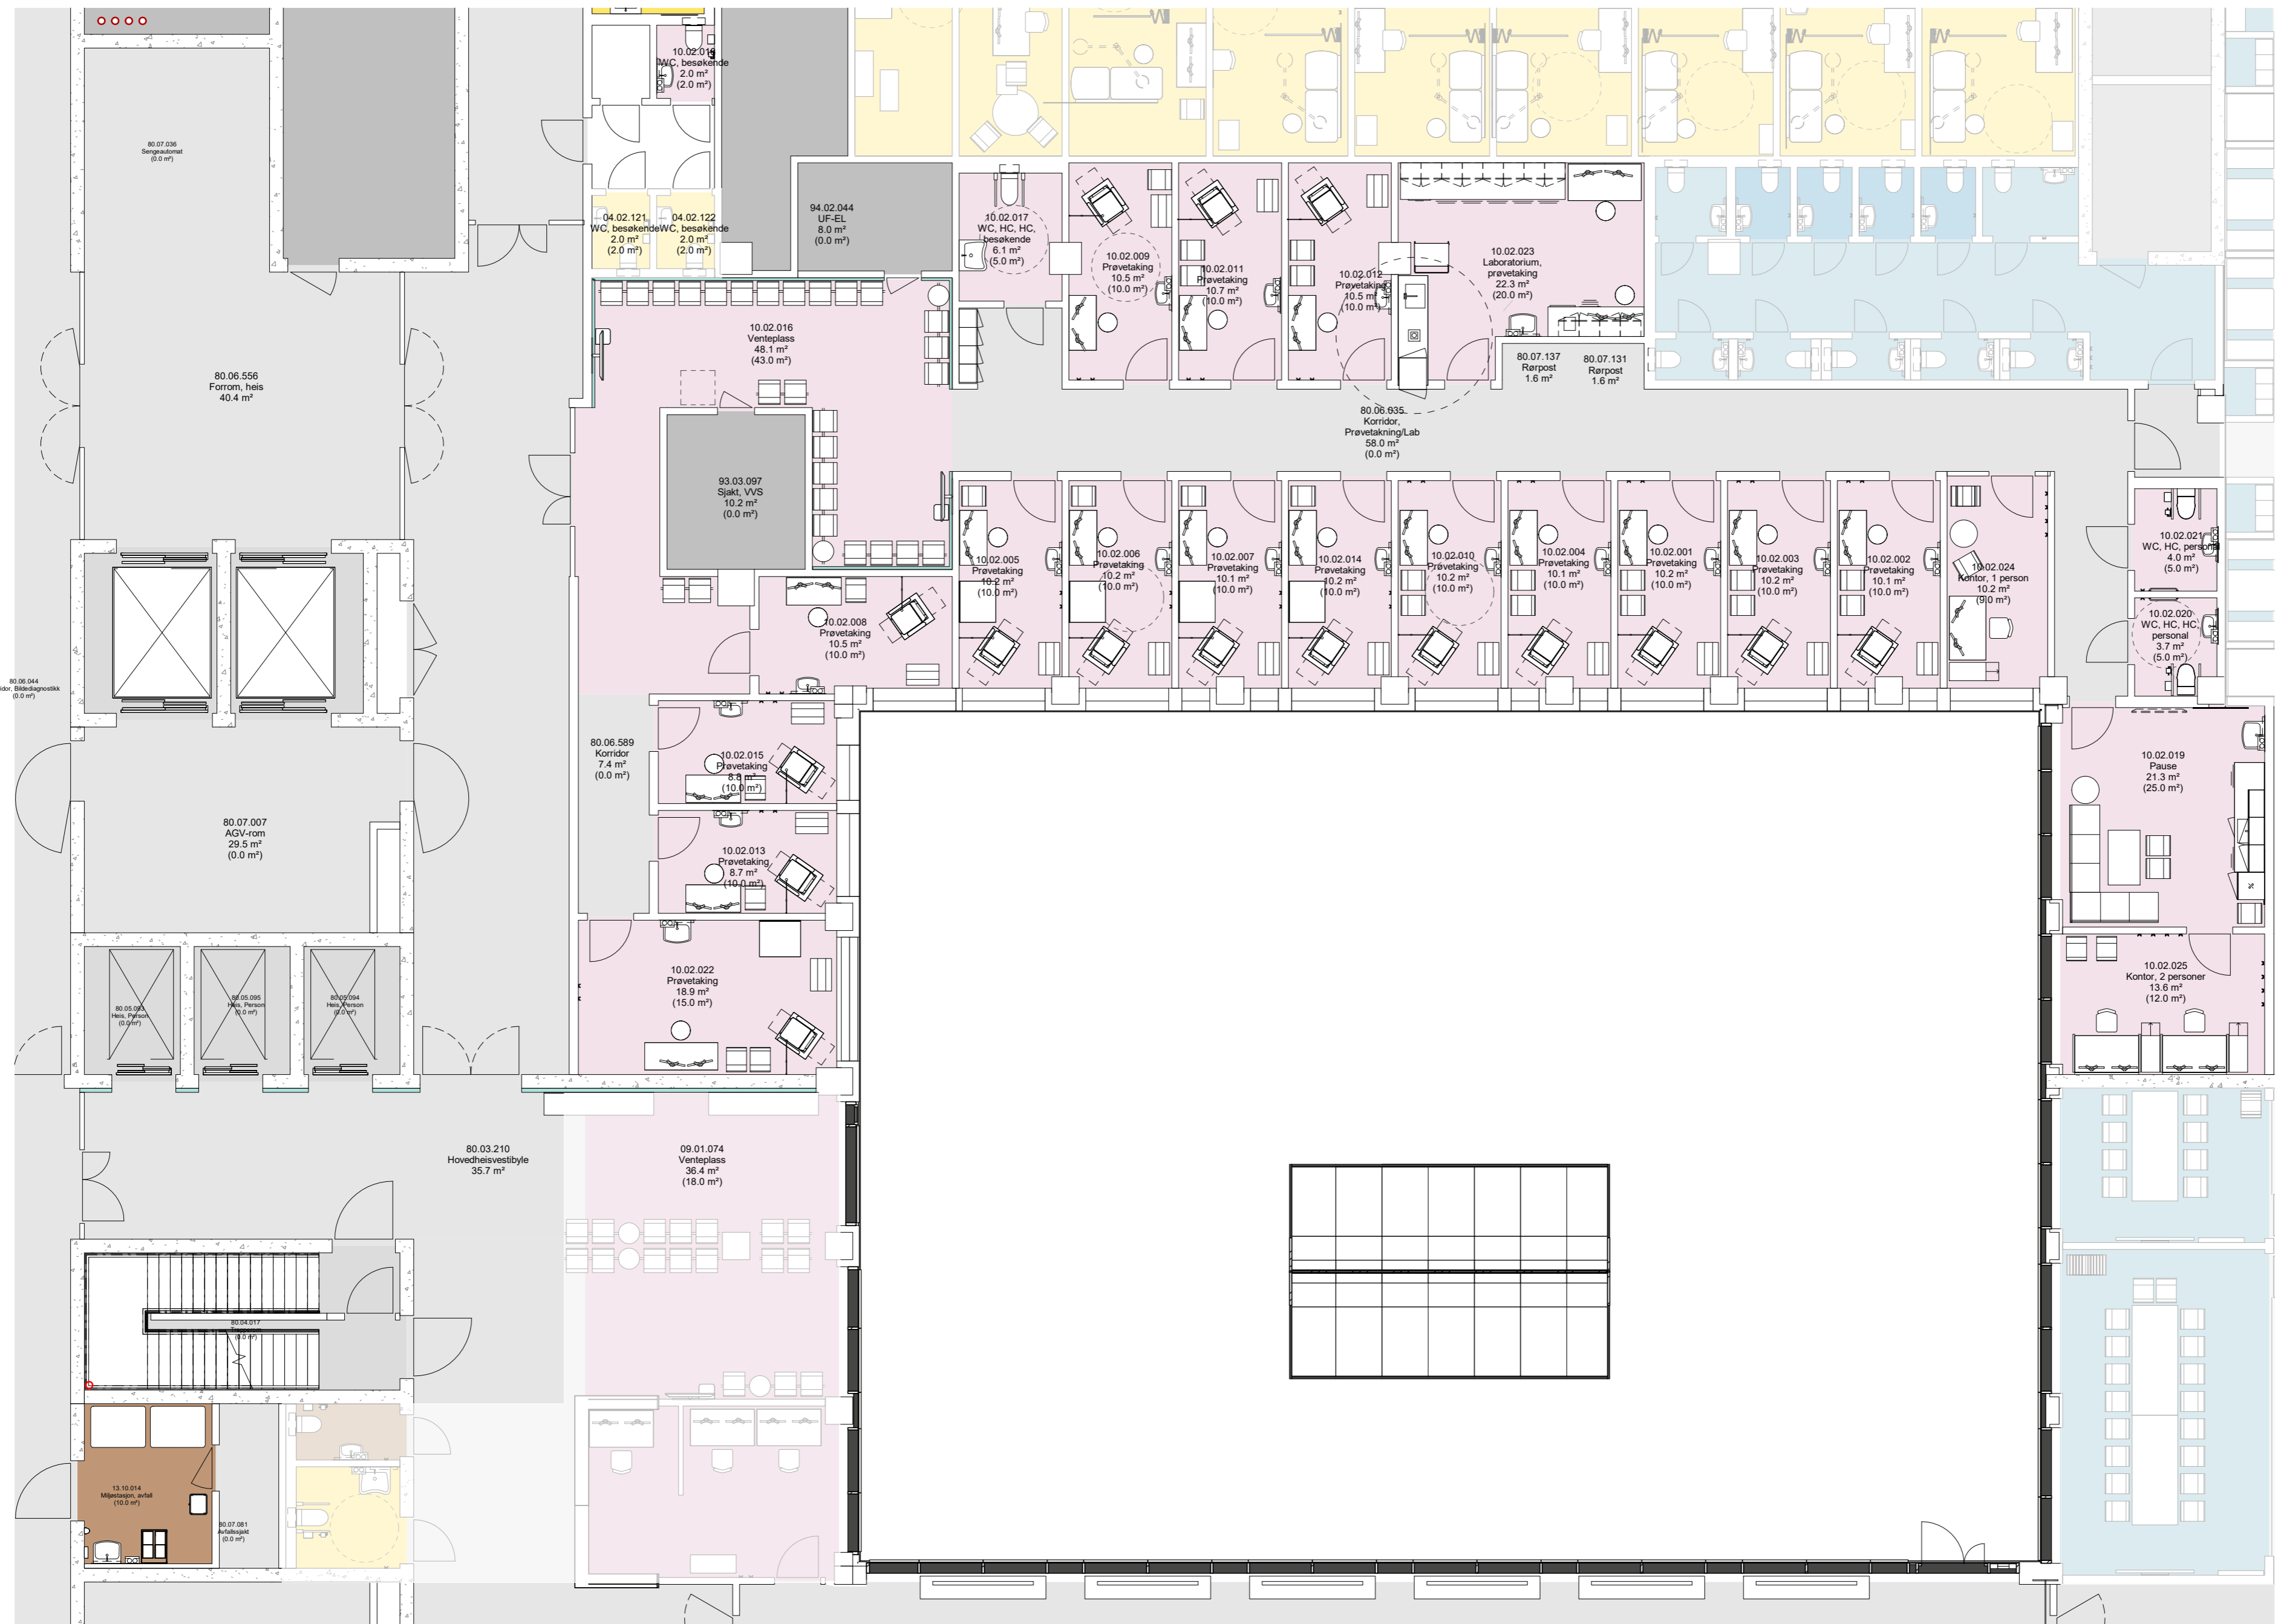 10.02.018
WC, besøkende
2.0 m²
(2.0 m²)
80.07.036
Sengeautomat
(0.0 m²)
04.02.121
WC, besøkende
2.0 m²
(2.0 m²)
04.02.122
WC, besøkende
2.0 m²
(2.0 m²)
94.02.044
UF-EL
8.0 m²
(0.0 m²)
10.02.017
WC, HC, HC,
besøkende
6.1 m²
(5.0 m²)
10.02.009
Prøvetaking
10.5 m²
(10.0 m²)
10.02.011
Prøvetaking
10.7 m²
(10.0 m²)
10.02.012
Prøvetaking
10.5 m²
(10.0 m²)
10.02.023
Laboratorium,
prøvetaking
22.3 m²
(20.0 m²)
10.02.016
Venteplass
48.1 m²
(43.0 m²)
80.07.137
Rørpost
1.6 m²
80.07.131
Rørpost
1.6 m²
80.06.556
Forrom, heis
40.4 m²
80.06.035
Korridor,
Prøvetakning/Lab
58.0 m²
(0.0 m²)
93.03.097
Sjakt, VVS
10.2 m²
(0.0 m²)
10.02.005
Prøvetaking
10.2 m²
(10.0 m²)
10.02.006
Prøvetaking
10.2 m²
(10.0 m²)
10.02.007
Prøvetaking
10.1 m²
(10.0 m²)
10.02.014
Prøvetaking
10.2 m²
(10.0 m²)
10.02.010
Prøvetaking
10.2 m²
(10.0 m²)
10.02.004
Prøvetaking
10.1 m²
(10.0 m²)
10.02.001
Prøvetaking
10.2 m²
(10.0 m²)
10.02.003
Prøvetaking
10.2 m²
(10.0 m²)
10.02.002
Prøvetaking
10.1 m²
(10.0 m²)
10.02.024
Kontor, 1 person
10.2 m²
(9.0 m²)
10.02.021
WC, HC, personal
4.0 m²
(5.0 m²)
10.02.020
WC, HC, HC,
personal
3.7 m²
(5.0 m²)
10.02.008
Prøvetaking
10.5 m²
(10.0 m²)
80.06.044
idor, Bildediagnostikk
(0.0 m²)
80.06.589
Korridor
7.4 m²
(0.0 m²)
10.02.015
Prøvetaking
8.8 m²
(10.0 m²)
10.02.019
Pause
21.3 m²
(25.0 m²)
80.07.007
AGV-rom
29.5 m²
(0.0 m²)
10.02.013
Prøvetaking
8.7 m²
(10.0 m²)
10.02.022
Prøvetaking
18.9 m²
(15.0 m²)
10.02.025
Kontor, 2 personer
13.6 m²
(12.0 m²)
80.05.093
Heis, Person
(0.0 m²)
80.05.095
Heis, Person
(0.0 m²)
80.05.094
Heis, Person
(0.0 m²)
80.03.210
Hovedheisvestibyle
35.7 m²
09.01.074
Venteplass
36.4 m²
(18.0 m²)
80.04.017
(0.0 m²)
13.10.014
Miljøstasjon, avfall
(10.0 m²)
80.07.081
Avfallssjakt
(0.0 m²)